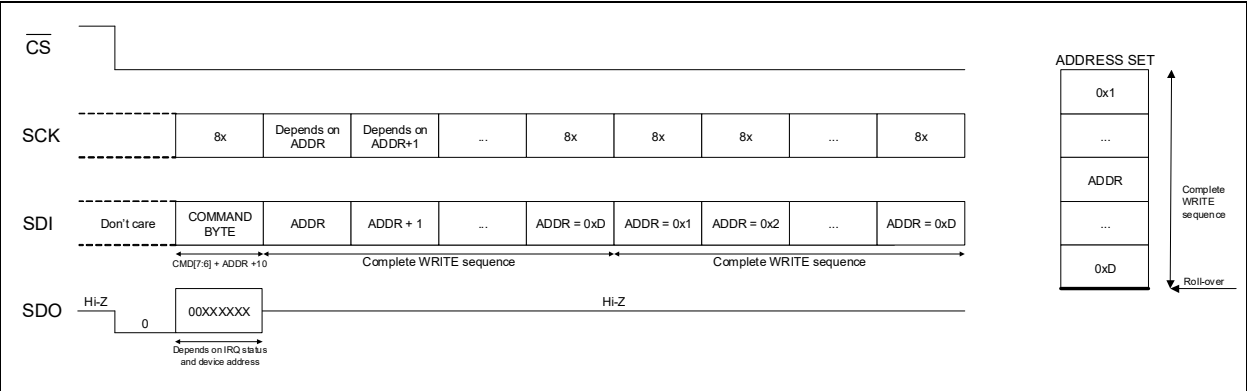 CS
SCK
8x
Depends on
ADDR
Depends on
ADDR+1
...
8x
8x
8x
...
8x
SDI
Don't care
COMMAND
BYTE
ADDR
ADDR + 1
...
ADDR = 0xD
ADDR = 0x1
ADDR = 0x2
...
ADDR = 0xD
CMD[7:6] + ADDR +10
Complete WRITE sequence
Complete WRITE sequence
SDO
Hi-Z
0
00XXXXXX
Hi-Z
Depends on IRQ status
and device address
ADDRESS SET
0x1
...
ADDR
...
0xD
Complete
WRITE
sequence
Roll-over